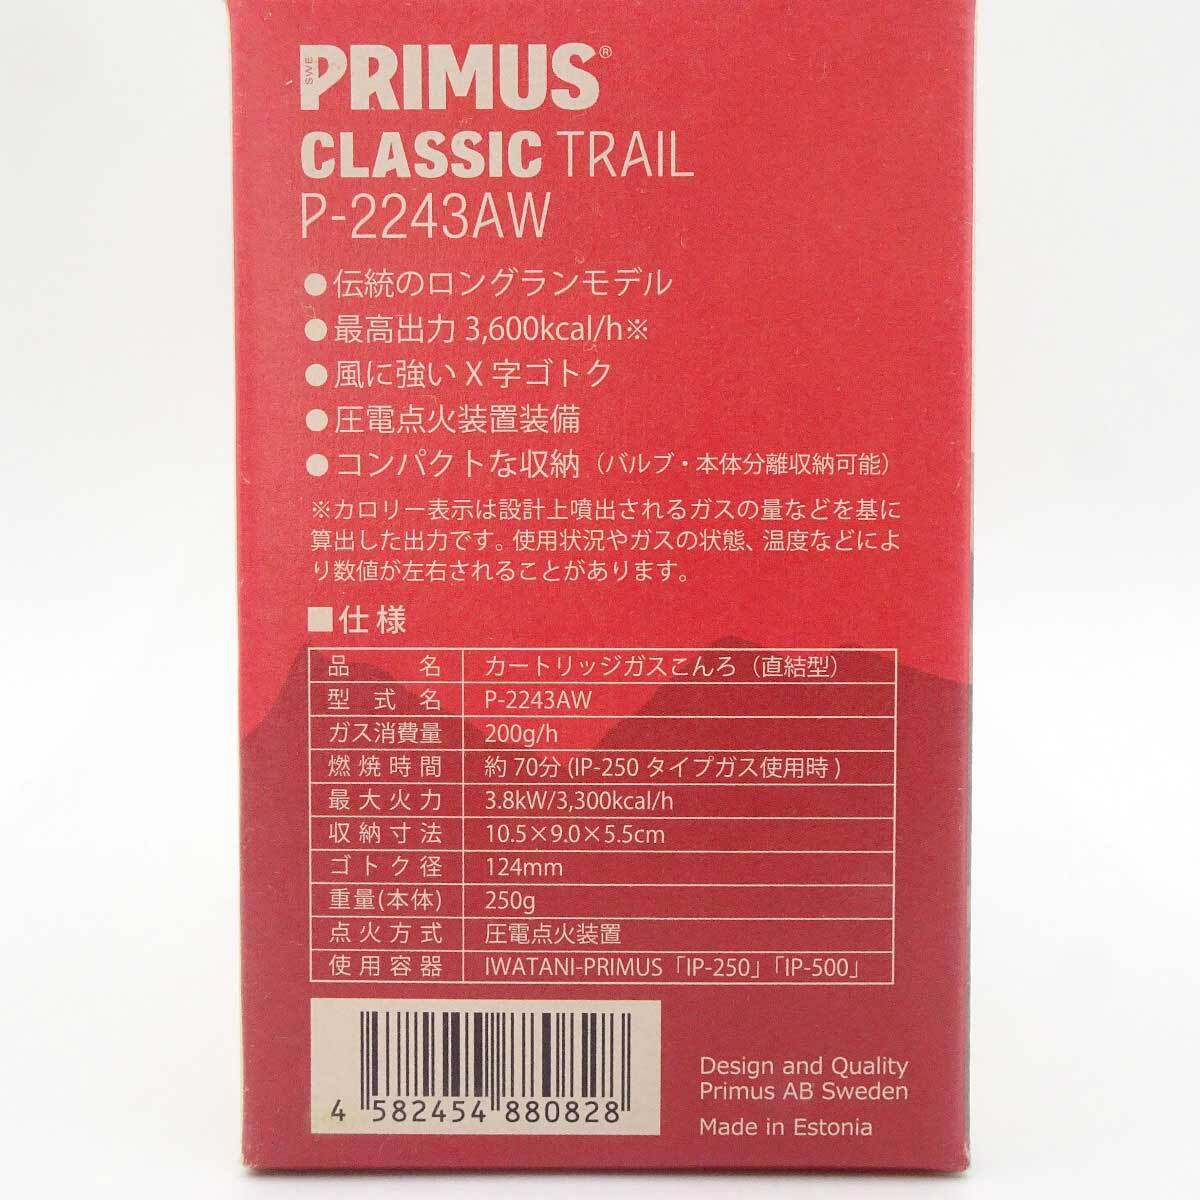 SWE PRIMUS®
CLASSIC TRAIL
P-2243AW
●伝統のロングランモデル
●最高出力 3,600kcal/h※
●風に強い X 字ゴトク
●圧電点火装置装備
●コンパクトな収納（バルブ・本体分離収納可能）
※カロリー表示は設計上噴出されるガスの量などを基に
算出した出力です。使用状況やガスの状態、温度などによ
り数値が左右されることがあります。
■仕様
品名 カートリッジガスこんろ（直結型）
型式名 P-2243AW
ガス消費量 200g/h
燃焼時間 約70分(IP-250タイプガス使用時)
最大火力 3.8kW/3,300kcal/h
収納寸法 10.5×9.0×5.5cm
ゴトク径 124mm
重量(本体) 250g
点火方式 圧電点火装置
使用容器 IWATANI-PRIMUS「IP-250」「IP-500」
4 582454 880828
Design and Quality
Primus AB Sweden
Made in Estonia